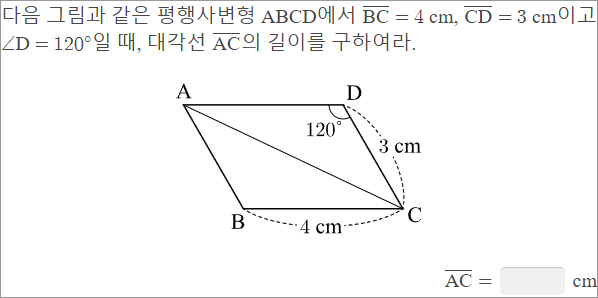 다음 그림과 같은 평행사변형 ABCD에서 BC = 4 cm, CD = 3 cm이고
∠D = 120°일 때, 대각선 AC의 길이를 구하여라.
A
D
120°
3 cm
B
4 cm
C
AC = cm